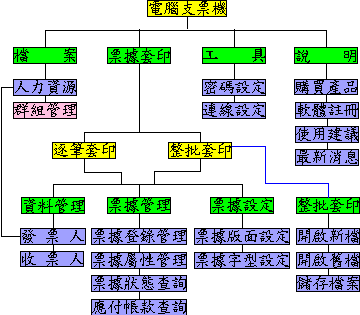 電腦支票機
檔 案
票據套印
工 具
說 明
人力資源
密碼設定
購買產品
群組管理
連線設定
軟體註冊
使用建議
最新消息
逐筆套印
整批套印
資料管理
票據管理
票據設定
整批套印
發 票 人
票據登錄管理
票據版面設定
開啟新檔
收 票 人
票據屬性管理
票據字型設定
開啟舊檔
票據狀態查詢
儲存檔案
應付帳款查詢